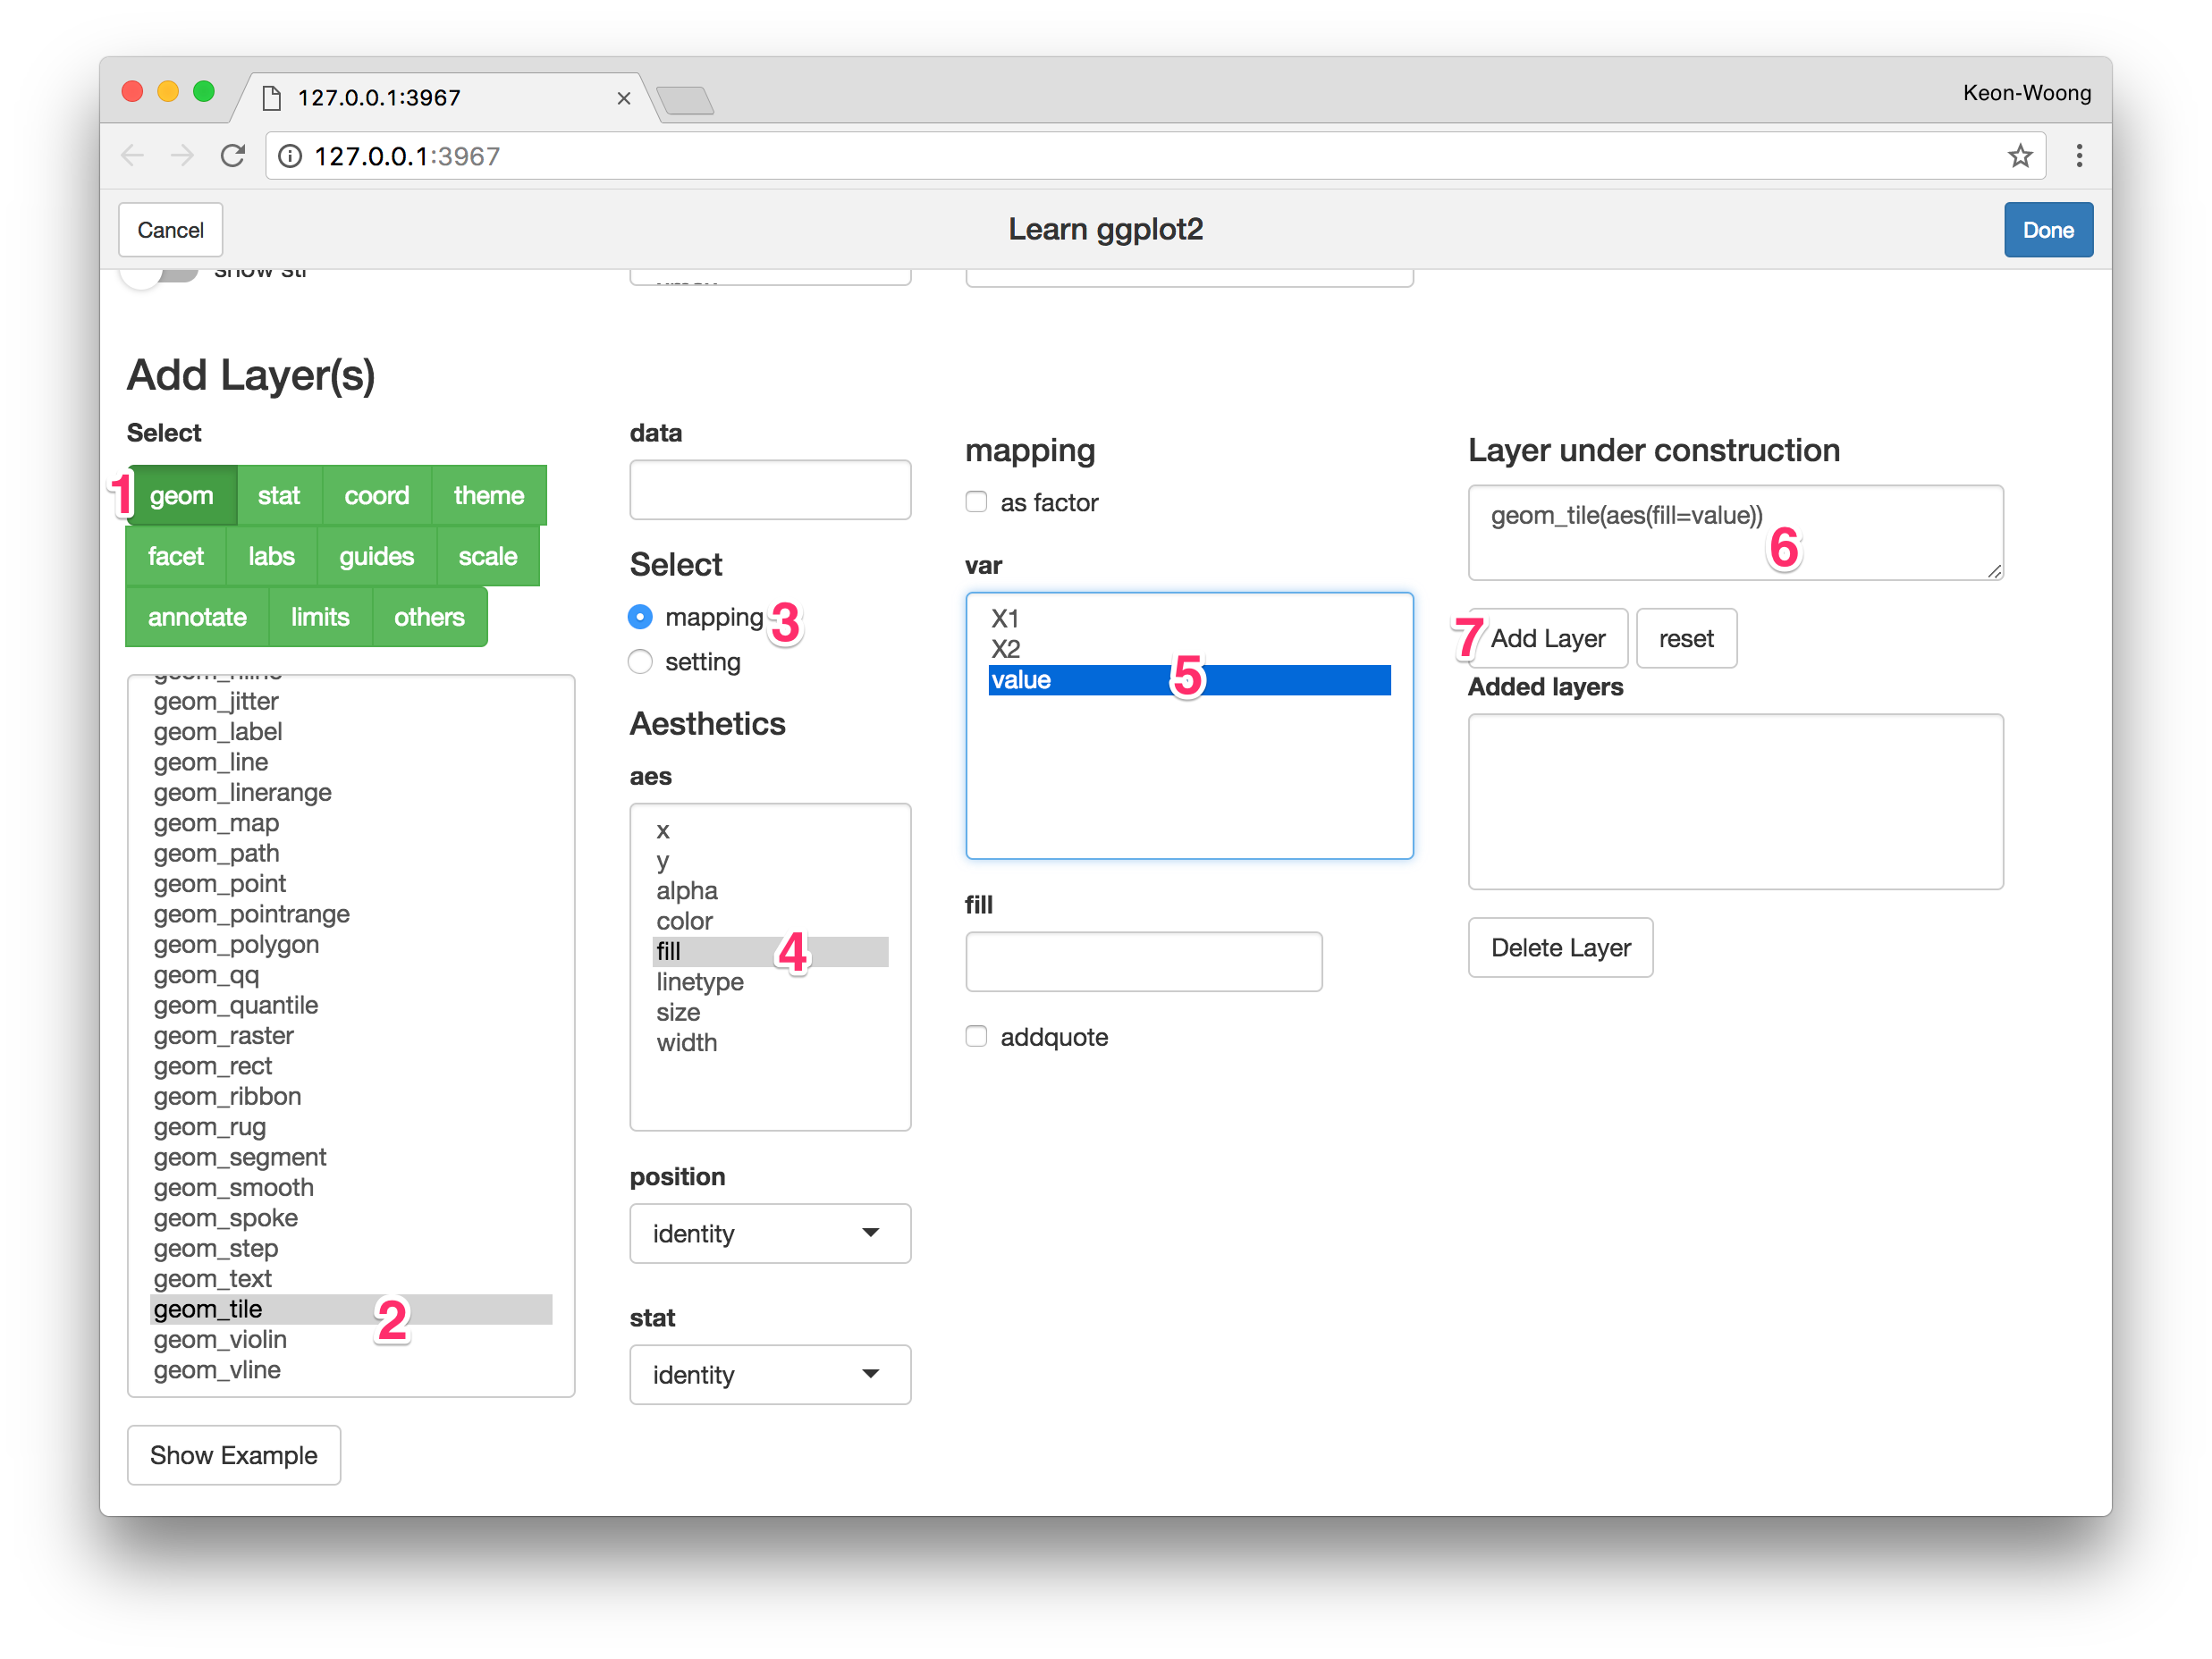 127.0.0.1:3967
Keon-Woong
127.0.0.1:3967
Cancel
Learn ggplot2
Done
show str
Add Layer(s)
Select
1 geom stat coord theme
facet labs guides scale
annotate limits others
geom_hline
geom_jitter
geom_label
geom_line
geom_linerange
geom_map
geom_path
geom_point
geom_pointrange
geom_polygon
geom_qq
geom_quantile
geom_raster
geom_rect
geom_ribbon
geom_rug
geom_segment
geom_smooth
geom_spoke
geom_step
geom_text
geom_tile 2
geom_violin
geom_vline
Show Example
data
Select
mapping 3
setting
Aesthetics
aes
x
y
alpha
color
fill 4
linetype
size
width
position
identity
stat
identity
mapping
as factor
var
X1
X2
value 5
fill
addquote
Layer under construction
geom_tile(aes(fill=value))
6
7 Add Layer reset
Added layers
Delete Layer